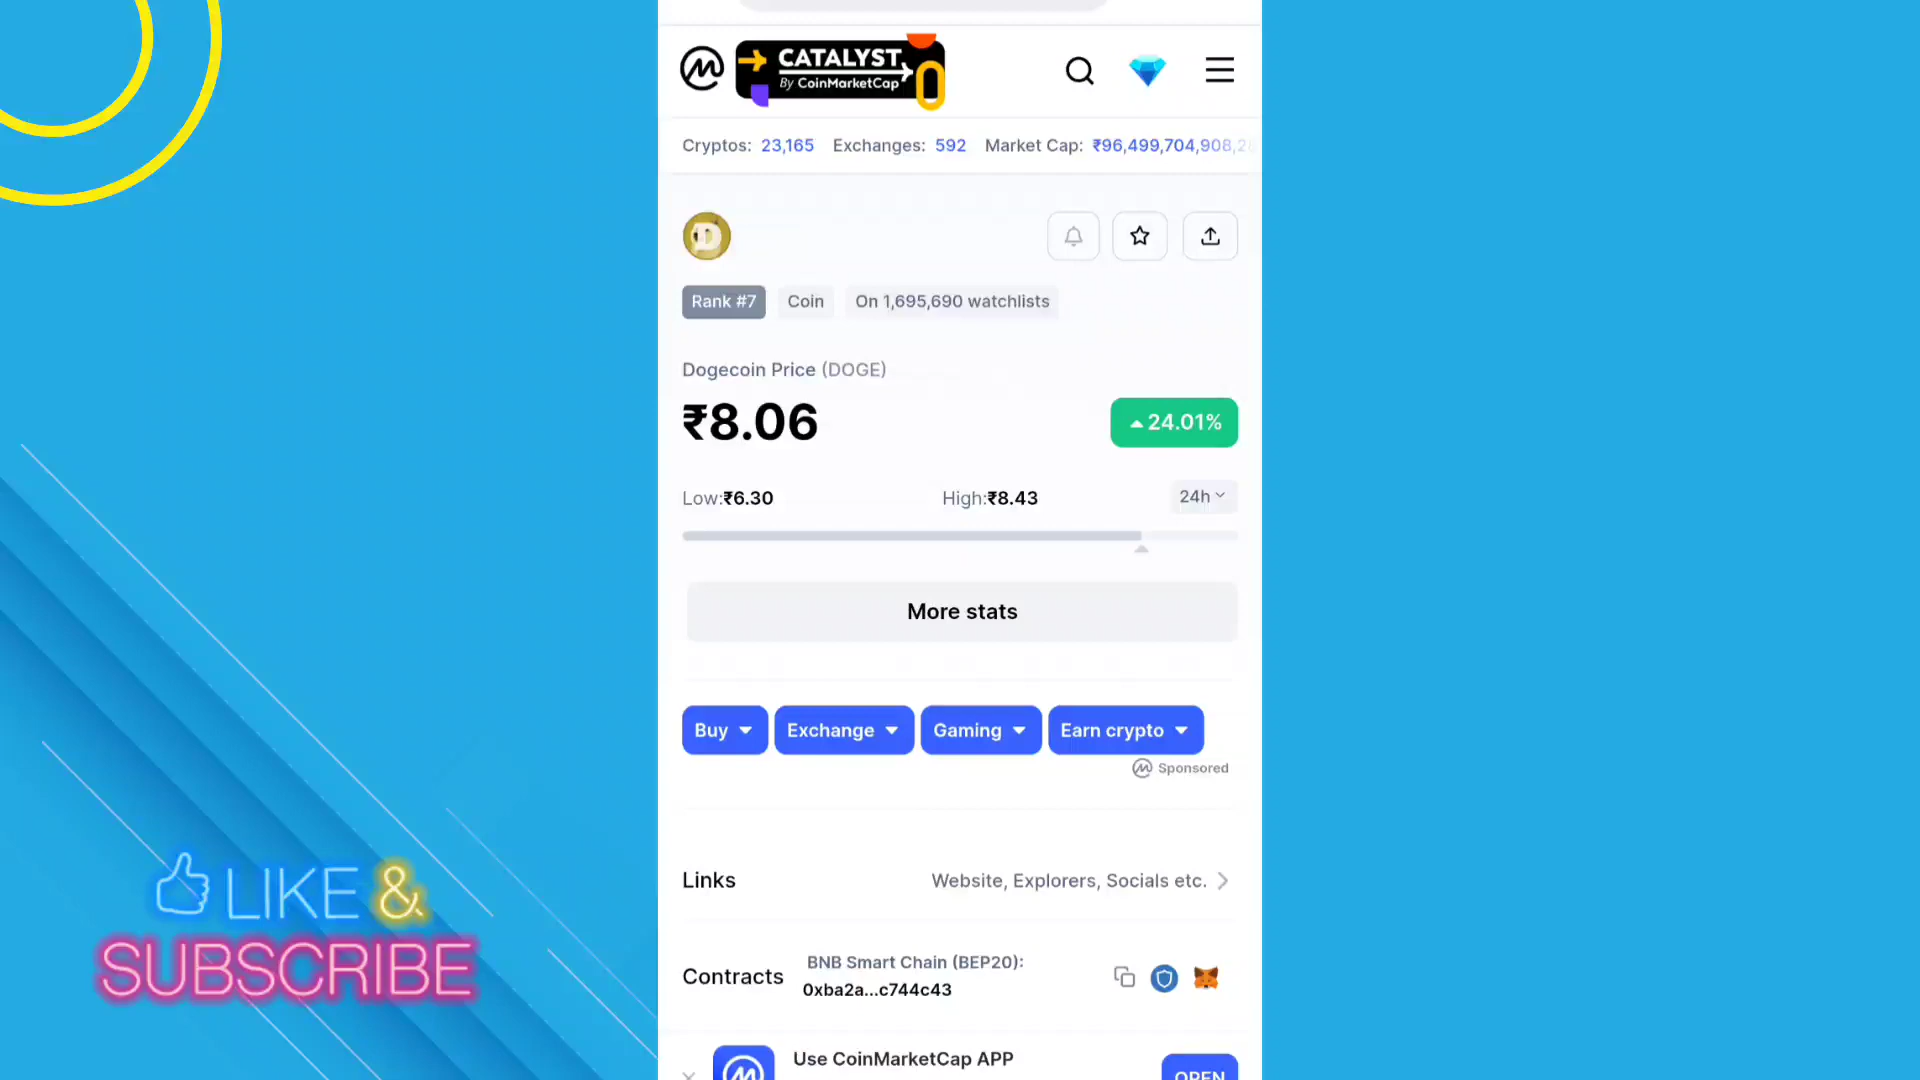 CATALYST
By CoinMarketCap
Cryptos: 23,165 Exchanges: 592 Market Cap: ₹96,499,704,908,2
Rank #7 Coin On 1,695,690 watchlists
Dogecoin Price (DOGE)
₹8.06
24.01%
Low:₹6.30 High:₹8.43 24h
More stats
Buy Exchange Gaming Earn crypto
Sponsored
Links Website, Explorers, Socials etc.
Contracts BNB Smart Chain (BEP20):
0xba2a...c744c43
Use CoinMarketCap APP
OPEN
LIKE &
SUBSCRIBE